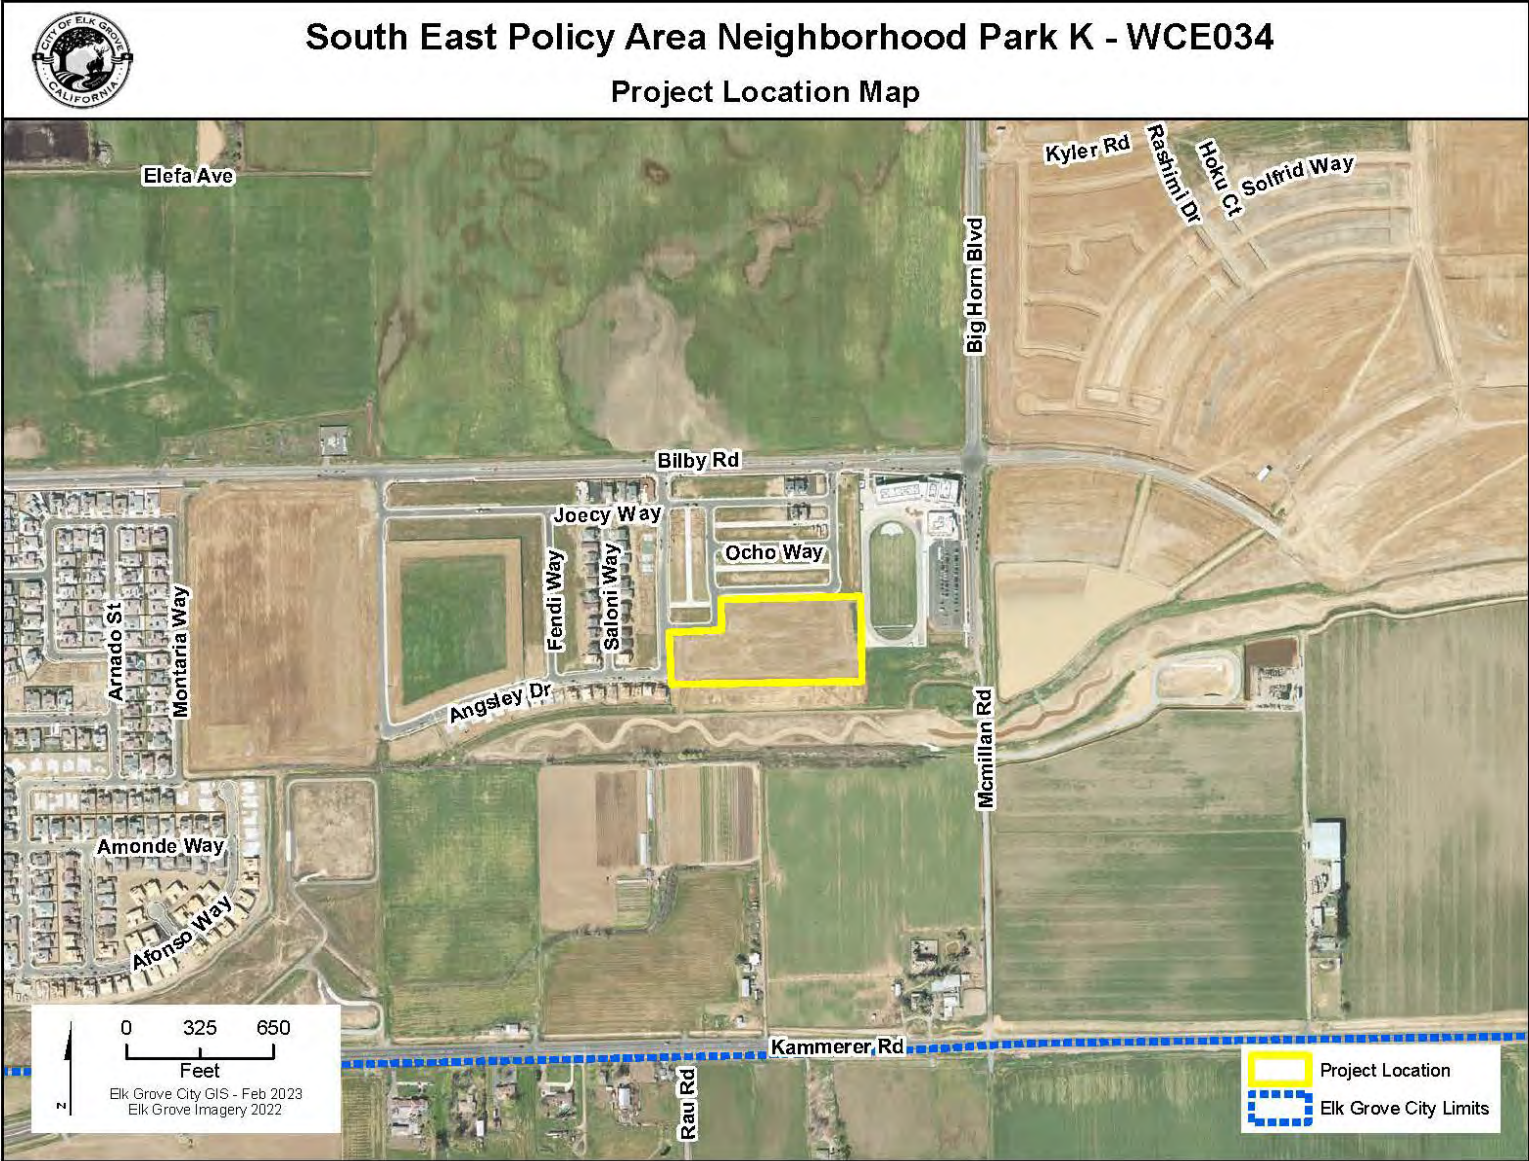 CITY OF ELK GROVE
CALIFORNIA
South East Policy Area Neighborhood Park K - WCE034
Project Location Map
Elefa Ave
Kyler Rd
Rashimi Dr
Hoku Ct
Solfrid Way
Big Horn Blvd
Bilby Rd
Joecy Way
Ocho Way
Fendi Way
Saloni Way
Arnado St
Montaria Way
Angsley Dr
Mcmillan Rd
Amonde Way
Afonso Way
Kammerer Rd
Rau Rd
0 325 650
Feet
Elk Grove City GIS - Feb 2023
Elk Grove Imagery 2022
N
Project Location
Elk Grove City Limits